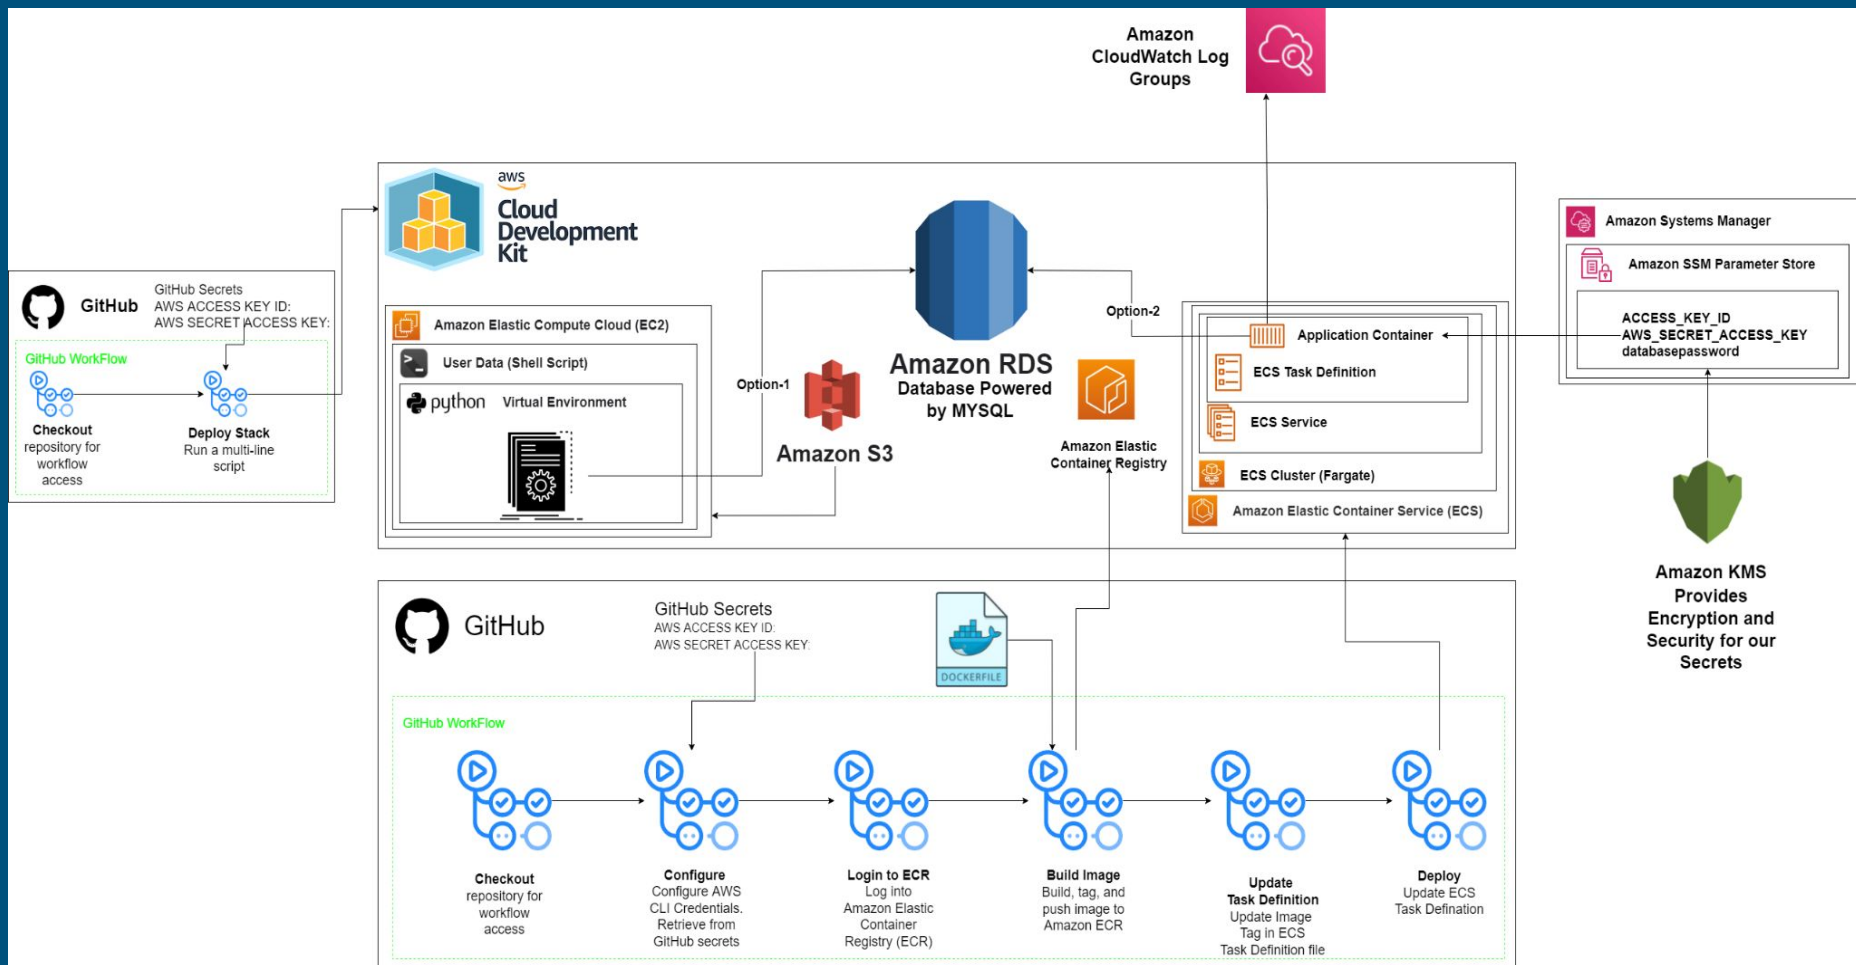 Amazon
CloudWatch Log
Groups
aws
Cloud
Development
Kit
GitHub
GitHub Secrets
AWS ACCESS KEY ID:
AWS SECRET ACCESS KEY:
GitHub WorkFlow
Checkout
repository for
workflow
access
Deploy Stack
Run a multi-line
script
Amazon Elastic Compute Cloud (EC2)
User Data (Shell Script)
python
Virtual Environment
Option-1
Amazon S3
Amazon RDS
Database Powered
by MYSQL
Amazon Elastic
Container Registry
Option-2
Application Container
ECS Task Definition
ECS Service
ECS Cluster (Fargate)
Amazon Elastic Container Service (ECS)
Amazon Systems Manager
Amazon SSM Parameter Store
ACCESS_KEY_ID
AWS_SECRET_ACCESS_KEY
databasepassword
Amazon KMS
Provides
Encryption and
Security for our
Secrets
GitHub
GitHub Secrets
AWS ACCESS KEY ID:
AWS SECRET ACCESS KEY:
DOCKERFILE
GitHub WorkFlow
Checkout
repository for
workflow
access
Configure
Configure AWS
CLI Credentials.
Retrieve from
GitHub secrets
Login to ECR
Log into
Amazon Elastic
Container
Registry (ECR)
Build Image
Build, tag, and
push image to
Amazon ECR
Update
Task Definition
Update Image
Tag in ECS
Task Definition file
Deploy
Update ECS
Task Defination